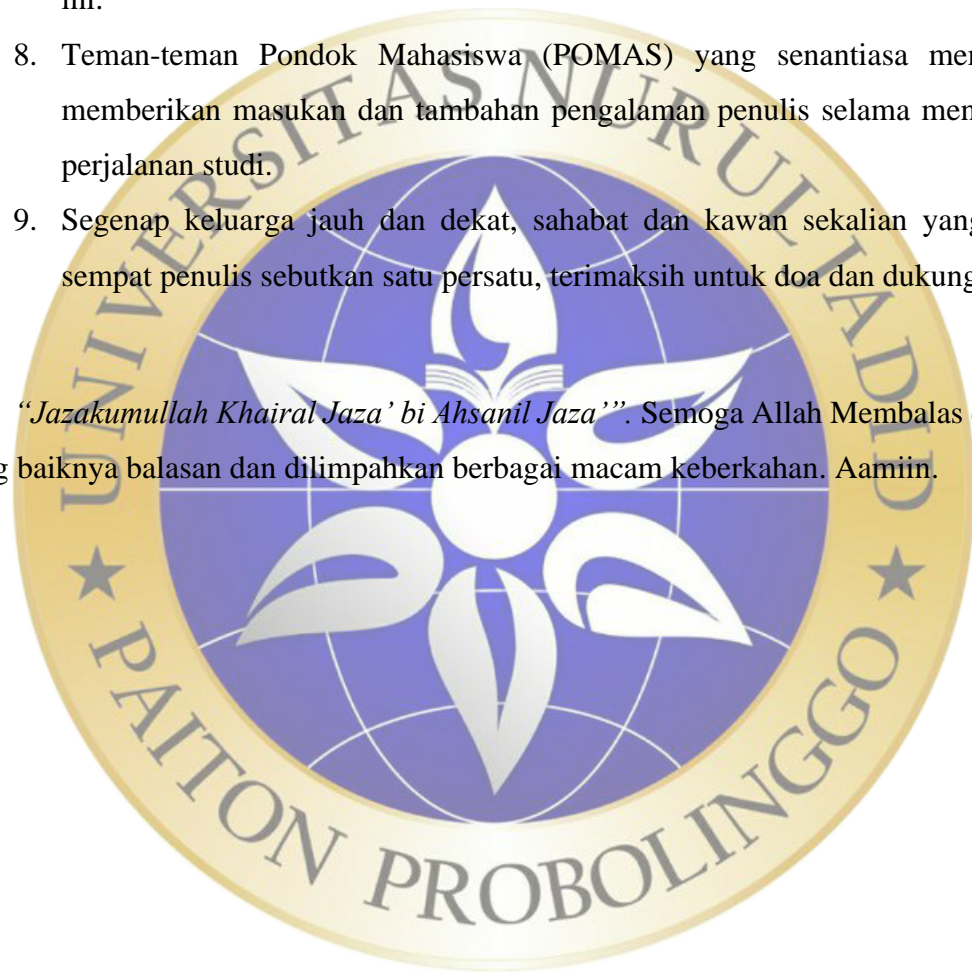 ini.
8. Teman-teman Pondok Mahasiswa (POMAS) yang senantiasa
memberikan masukan dan tambahan pengalaman penulis selama
perjalanan studi.
9. Segenap keluarga jauh dan dekat, sahabat dan kawan sekalian yang
sempat penulis sebutkan satu persatu, terimaksih untuk doa dan
“Jazakumullah Khairal Jaza’ bi Ahsanil Jaza’”. Semoga Allah Membalas
baiknya balasan dan dilimpahkan berbagai macam keberkahan. Aamiin.
UNIVERSITAS NURUL JADID
PAITON PROBOLINGGO